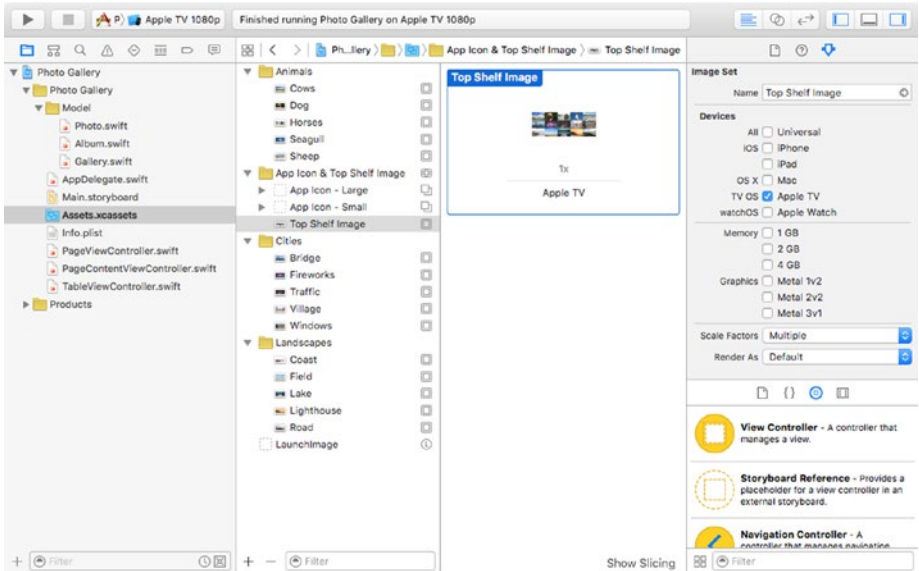 P) Apple TV 1080p
Finished running Photo Gallery on Apple TV 1080p
Ph...llery
App Icon & Top Shelf Image
Top Shelf Image
Photo Gallery
Photo Gallery
Model
Photo.swift
Album.swift
Gallery.swift
AppDelegate.swift
Main.storyboard
Assets.xcassets
Info.plist
PageViewController.swift
PageContentViewController.swift
TableViewController.swift
Products
Filter
Animals
Cows
Dog
Horses
Seagull
Sheep
App Icon & Top Shelf Image
App Icon - Large
App Icon - Small
Top Shelf Image
Cities
Bridge
Fireworks
Traffic
Village
Windows
Landscapes
Coast
Field
Lake
Lighthouse
Road
LaunchImage
Filter
Top Shelf Image
1x
Apple TV
Show Slicing
Image Set
Name Top Shelf Image
Devices
All Universal
iOS iPhone
iPad
OS X Mac
TV OS Apple TV
watchOS Apple Watch
Memory 1 GB
2 GB
4 GB
Graphics Metal 1v2
Metal 2v2
Metal 3v1
Scale Factors Multiple
Render As Default
View Controller - A controller that
manages a view.
Storyboard Reference - Provides a
placeholder for a view controller in an
external storyboard.
Navigation Controller - A
controller that manages navigation
Filter